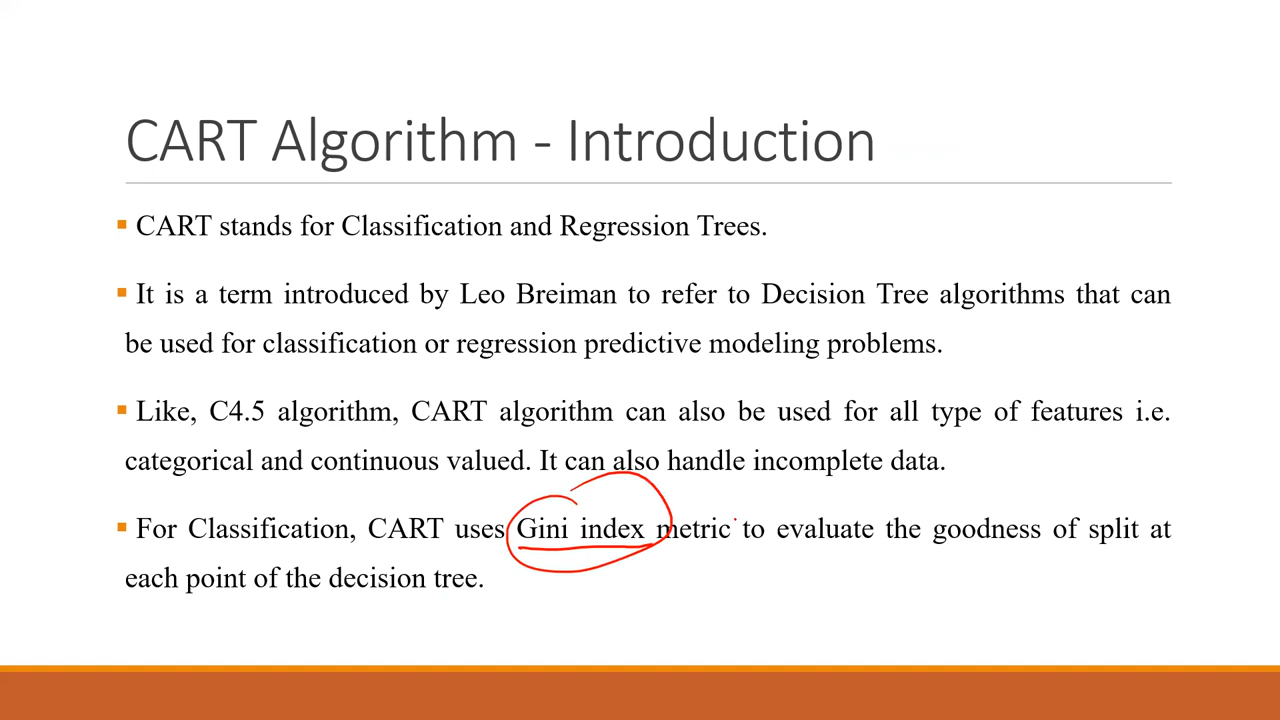 CART Algorithm - Introduction
▪ CART stands for Classification and Regression Trees.
▪ It is a term introduced by Leo Breiman to refer to Decision Tree algorithms that can
be used for classification or regression predictive modeling problems.
▪ Like, C4.5 algorithm, CART algorithm can also be used for all type of features i.e.
categorical and continuous valued. It can also handle incomplete data.
▪ For Classification, CART uses Gini index metric to evaluate the goodness of split at
each point of the decision tree.